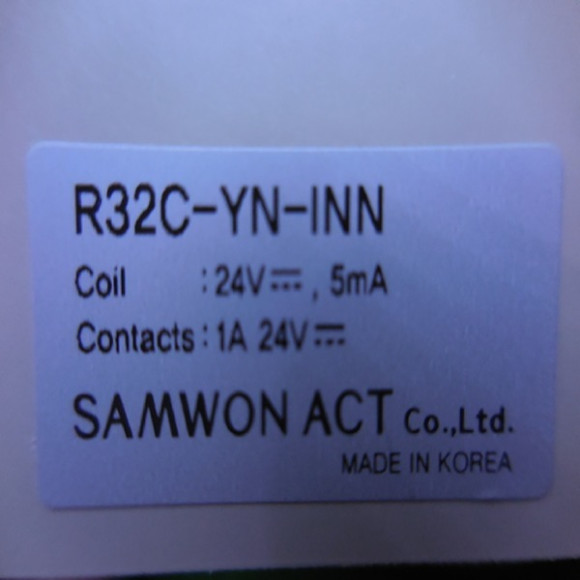 R32C-YN-INN
Coil : 24V⎓, 5mA
Contacts : 1A 24V⎓
SAMWON ACT Co.,Ltd.
MADE IN KOREA